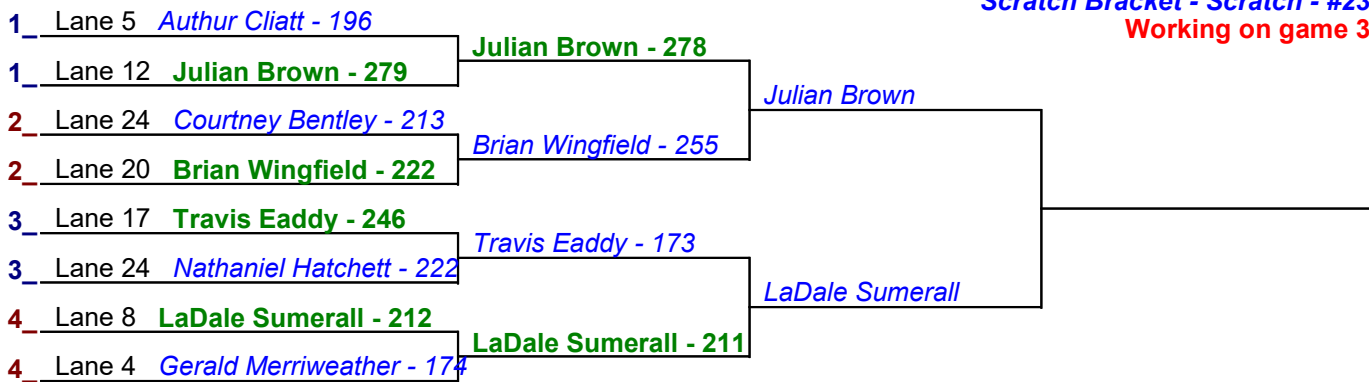 Scratch Bracket - Scratch - #23
Working on game 3
1_ Lane 5 Authur Cliatt - 196
Julian Brown - 278
1_ Lane 12 Julian Brown - 279
Julian Brown
2_ Lane 24 Courtney Bentley - 213
Brian Wingfield - 255
2_ Lane 20 Brian Wingfield - 222
3_ Lane 17 Travis Eaddy - 246
Travis Eaddy - 173
3_ Lane 24 Nathaniel Hatchett - 222
LaDale Sumerall
4_ Lane 8 LaDale Sumerall - 212
LaDale Sumerall - 211
4_ Lane 4 Gerald Merriweather - 174